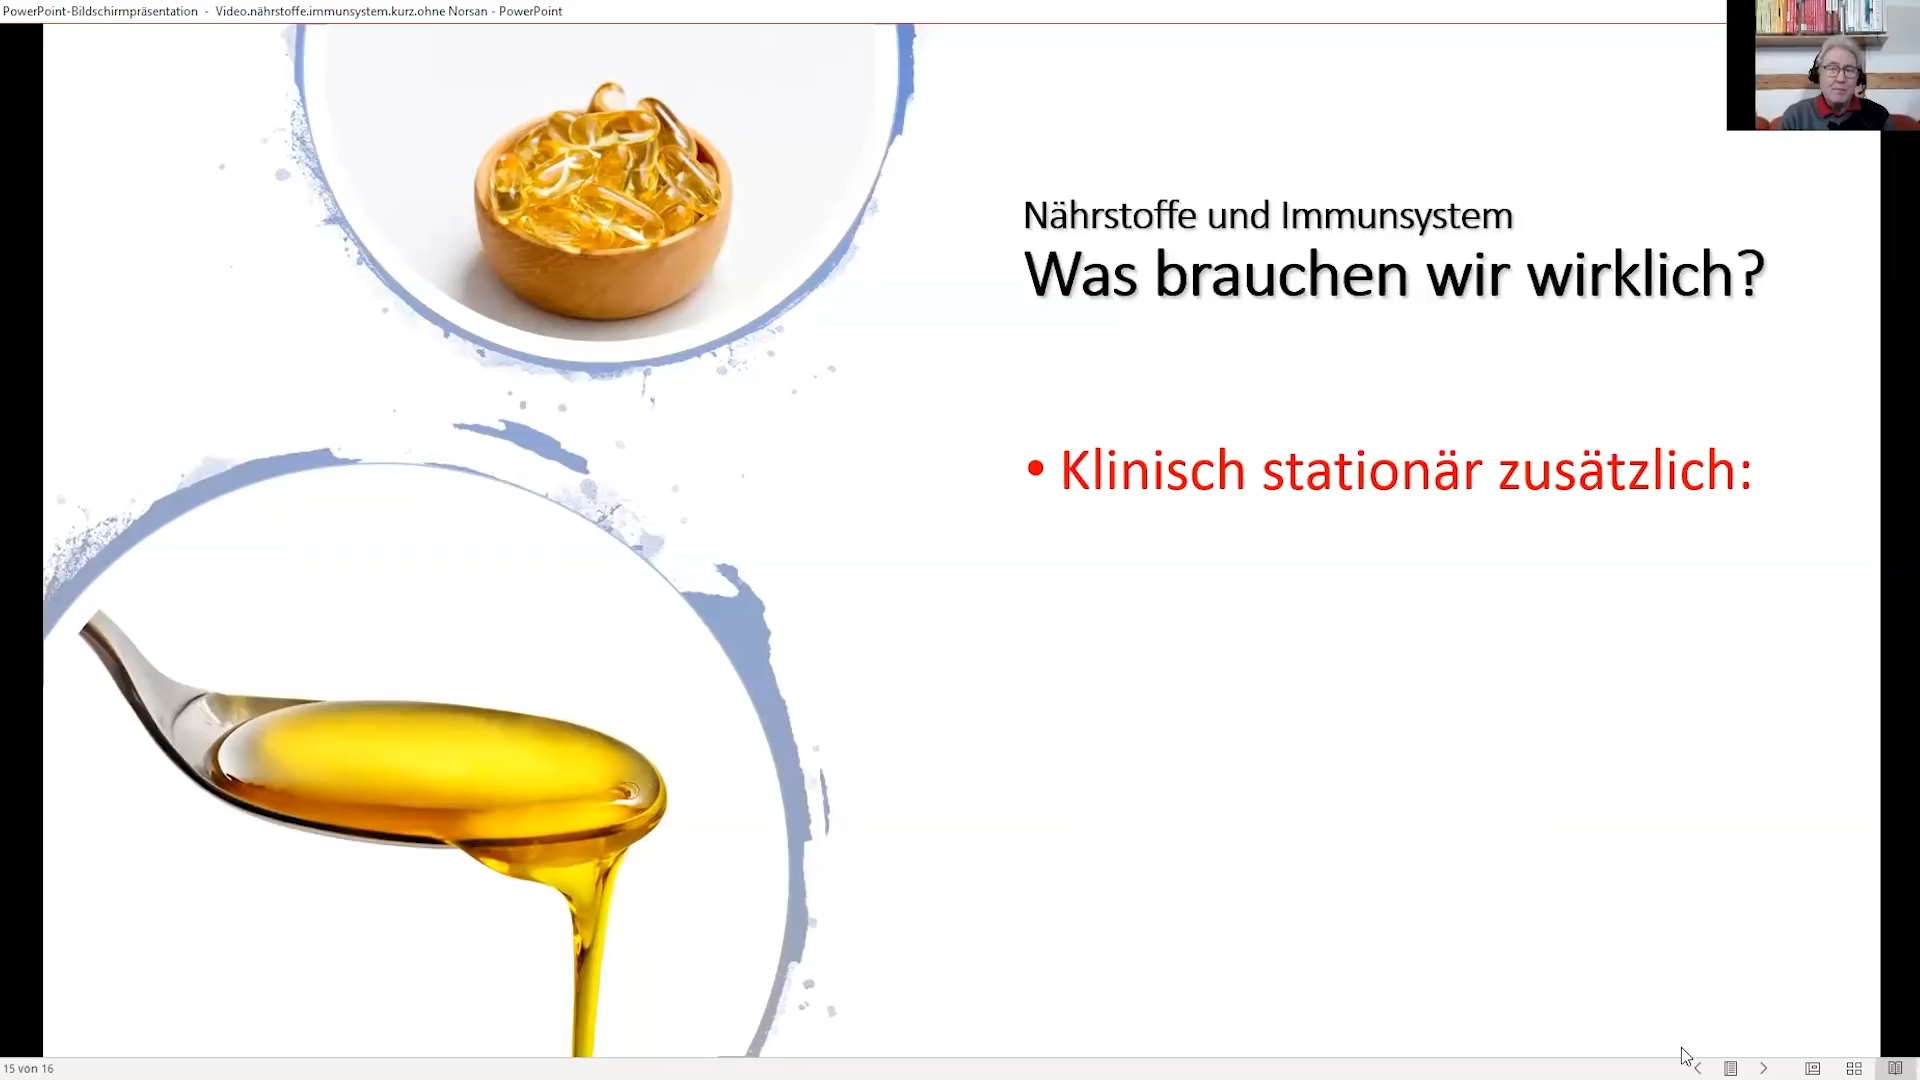 PowerPoint-Bildschirmpräsentation - Video.nährstoffe.immunsystem.kurz.ohne Norsan - PowerPoint
Nährstoffe und Immunsystem
Was brauchen wir wirklich?
• Klinisch stationär zusätzlich:
15 von 16